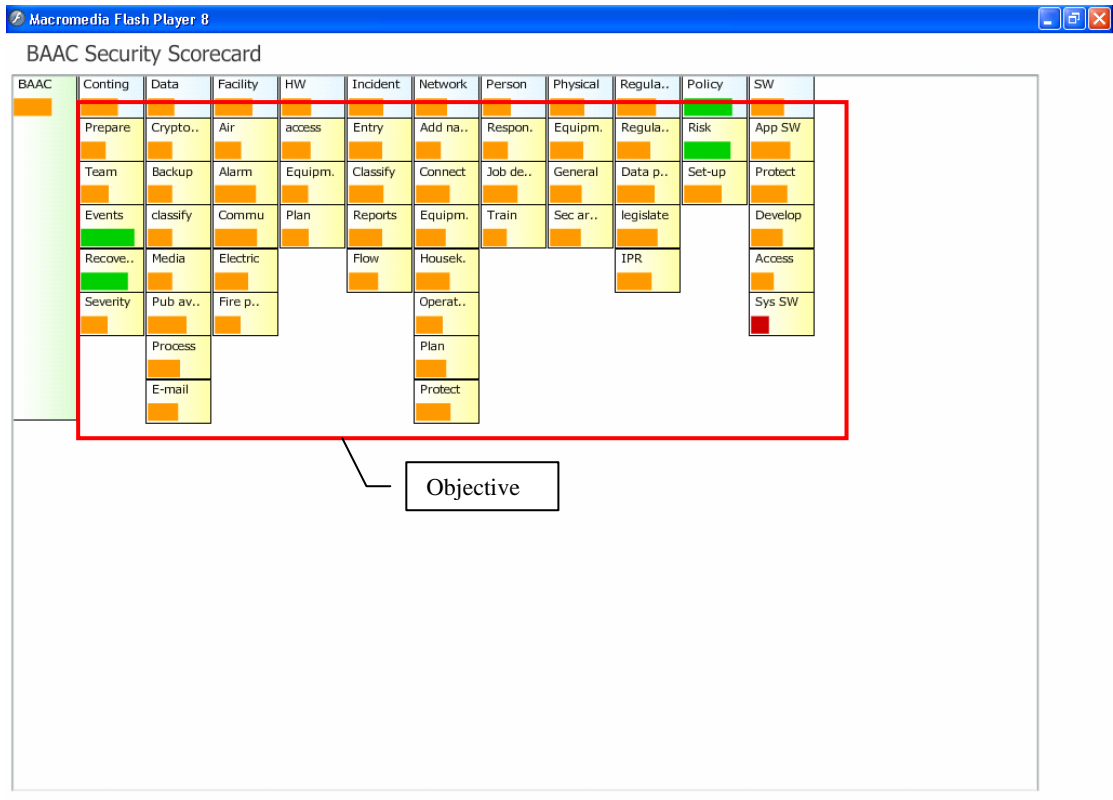 Macromedia Flash Player 8
BAAC Security Scorecard
BAAC Conting Data Facility HW Incident Network Person Physical Regula.. Policy SW
Prepare Crypto.. Air access Entry Add na.. Respon. Equipm. Regula.. Risk App SW
Team Backup Alarm Equipm. Classify Connect Job de.. General Data p.. Set-up Protect
Events classify Commu Plan Reports Equipm. Train Sec ar.. legislate Develop
Recove.. Media Electric Flow Housek. IPR Access
Severity Pub av.. Fire p.. Operat.. Sys SW
Process Plan
E-mail Protect
Objective